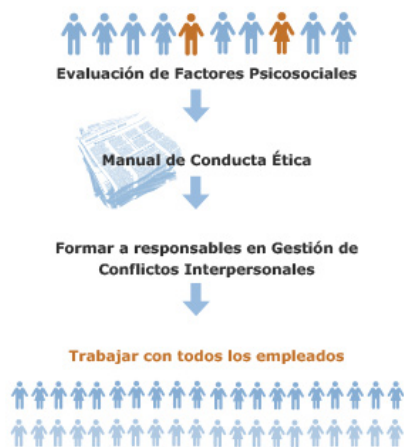 Evaluación de Factores Psicosociales
Manual de Conducta Ética
Formar a responsables en Gestión de
Conflictos Interpersonales
Trabajar con todos los empleados